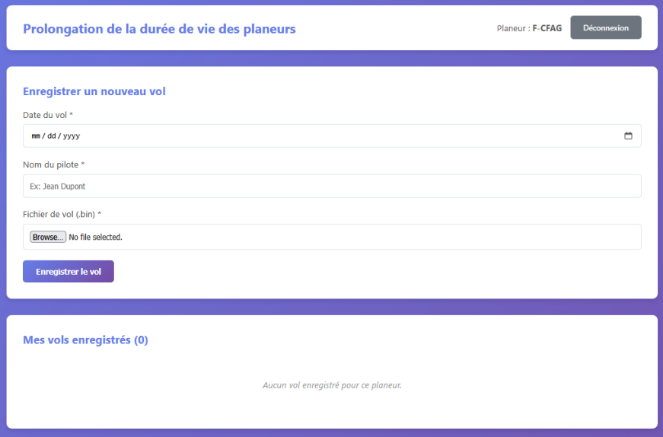 Prolongation de la durée de vie des planeurs
Planeur : F-CFAG
Déconnexion
Enregistrer un nouveau vol
Date du vol *
mm / dd / yyyy
Nom du pilote *
Ex: Jean Dupont
Fichier de vol (.bin) *
Browse... No file selected.
Enregistrer le vol
Mes vols enregistrés (0)
Aucun vol enregistré pour ce planeur.